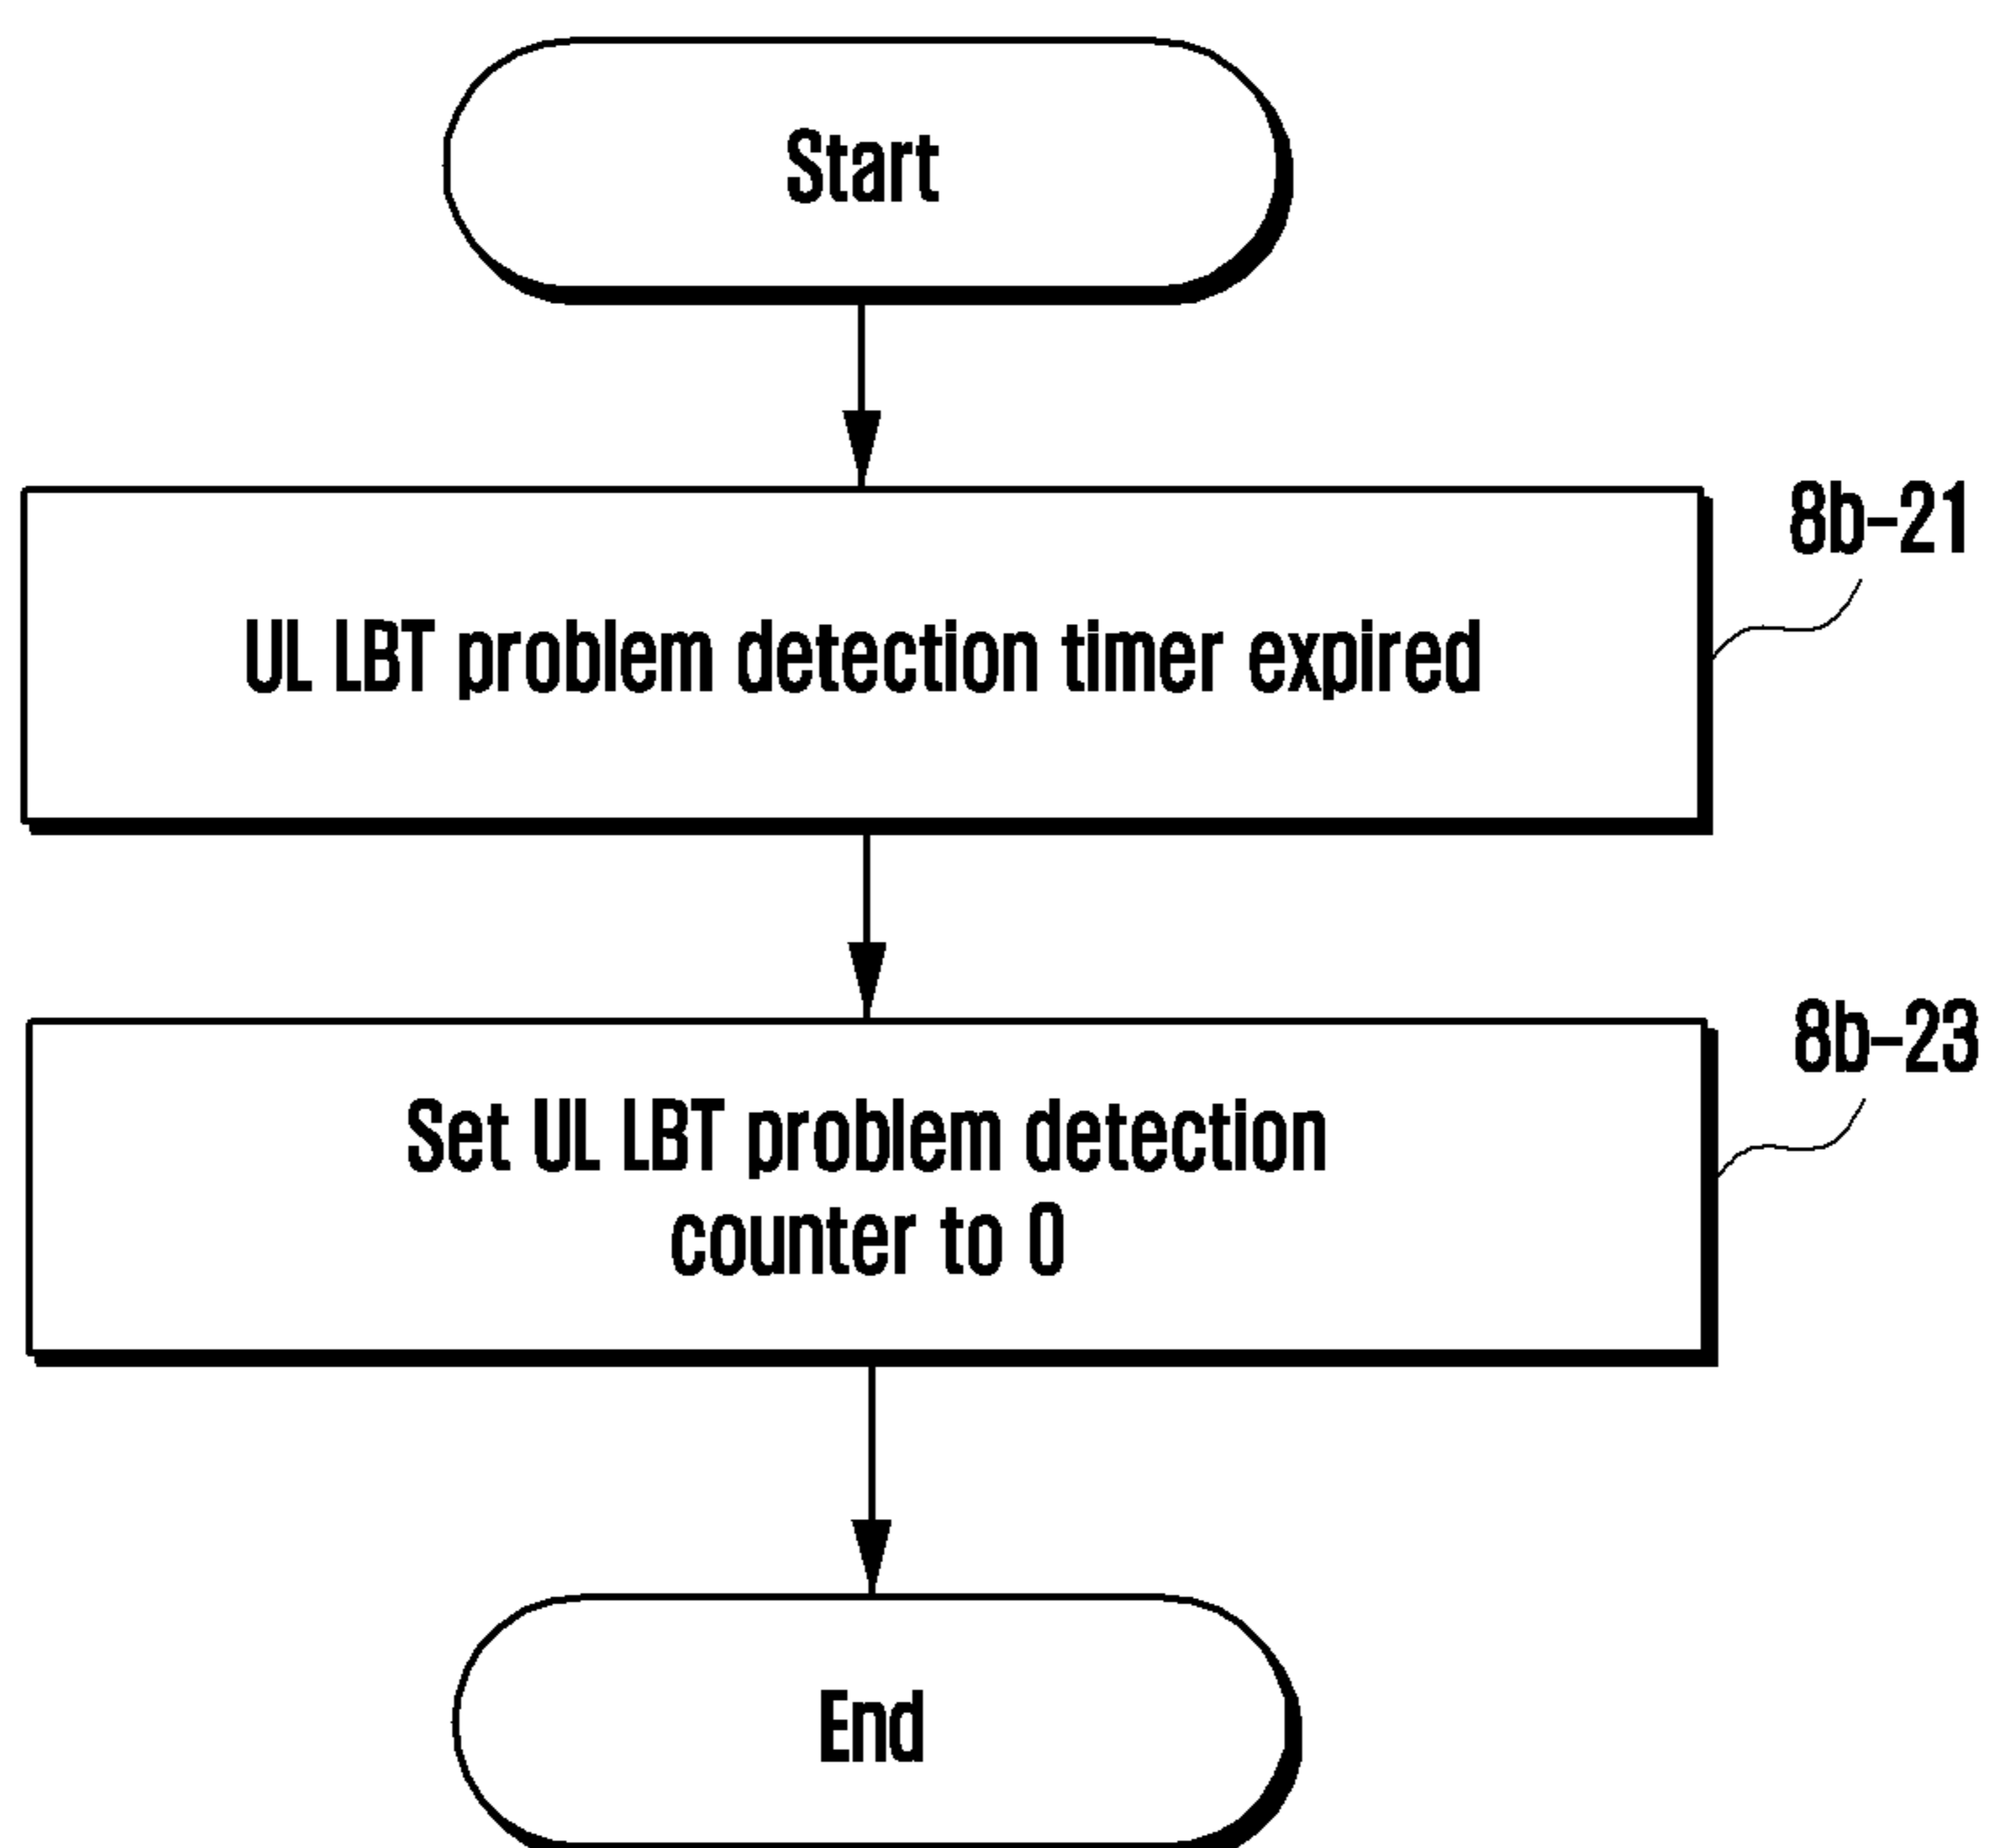 Start
8b-21
UL LBT problem detection timer expired
8b-23
Set UL LBT problem detection
counter to 0
End